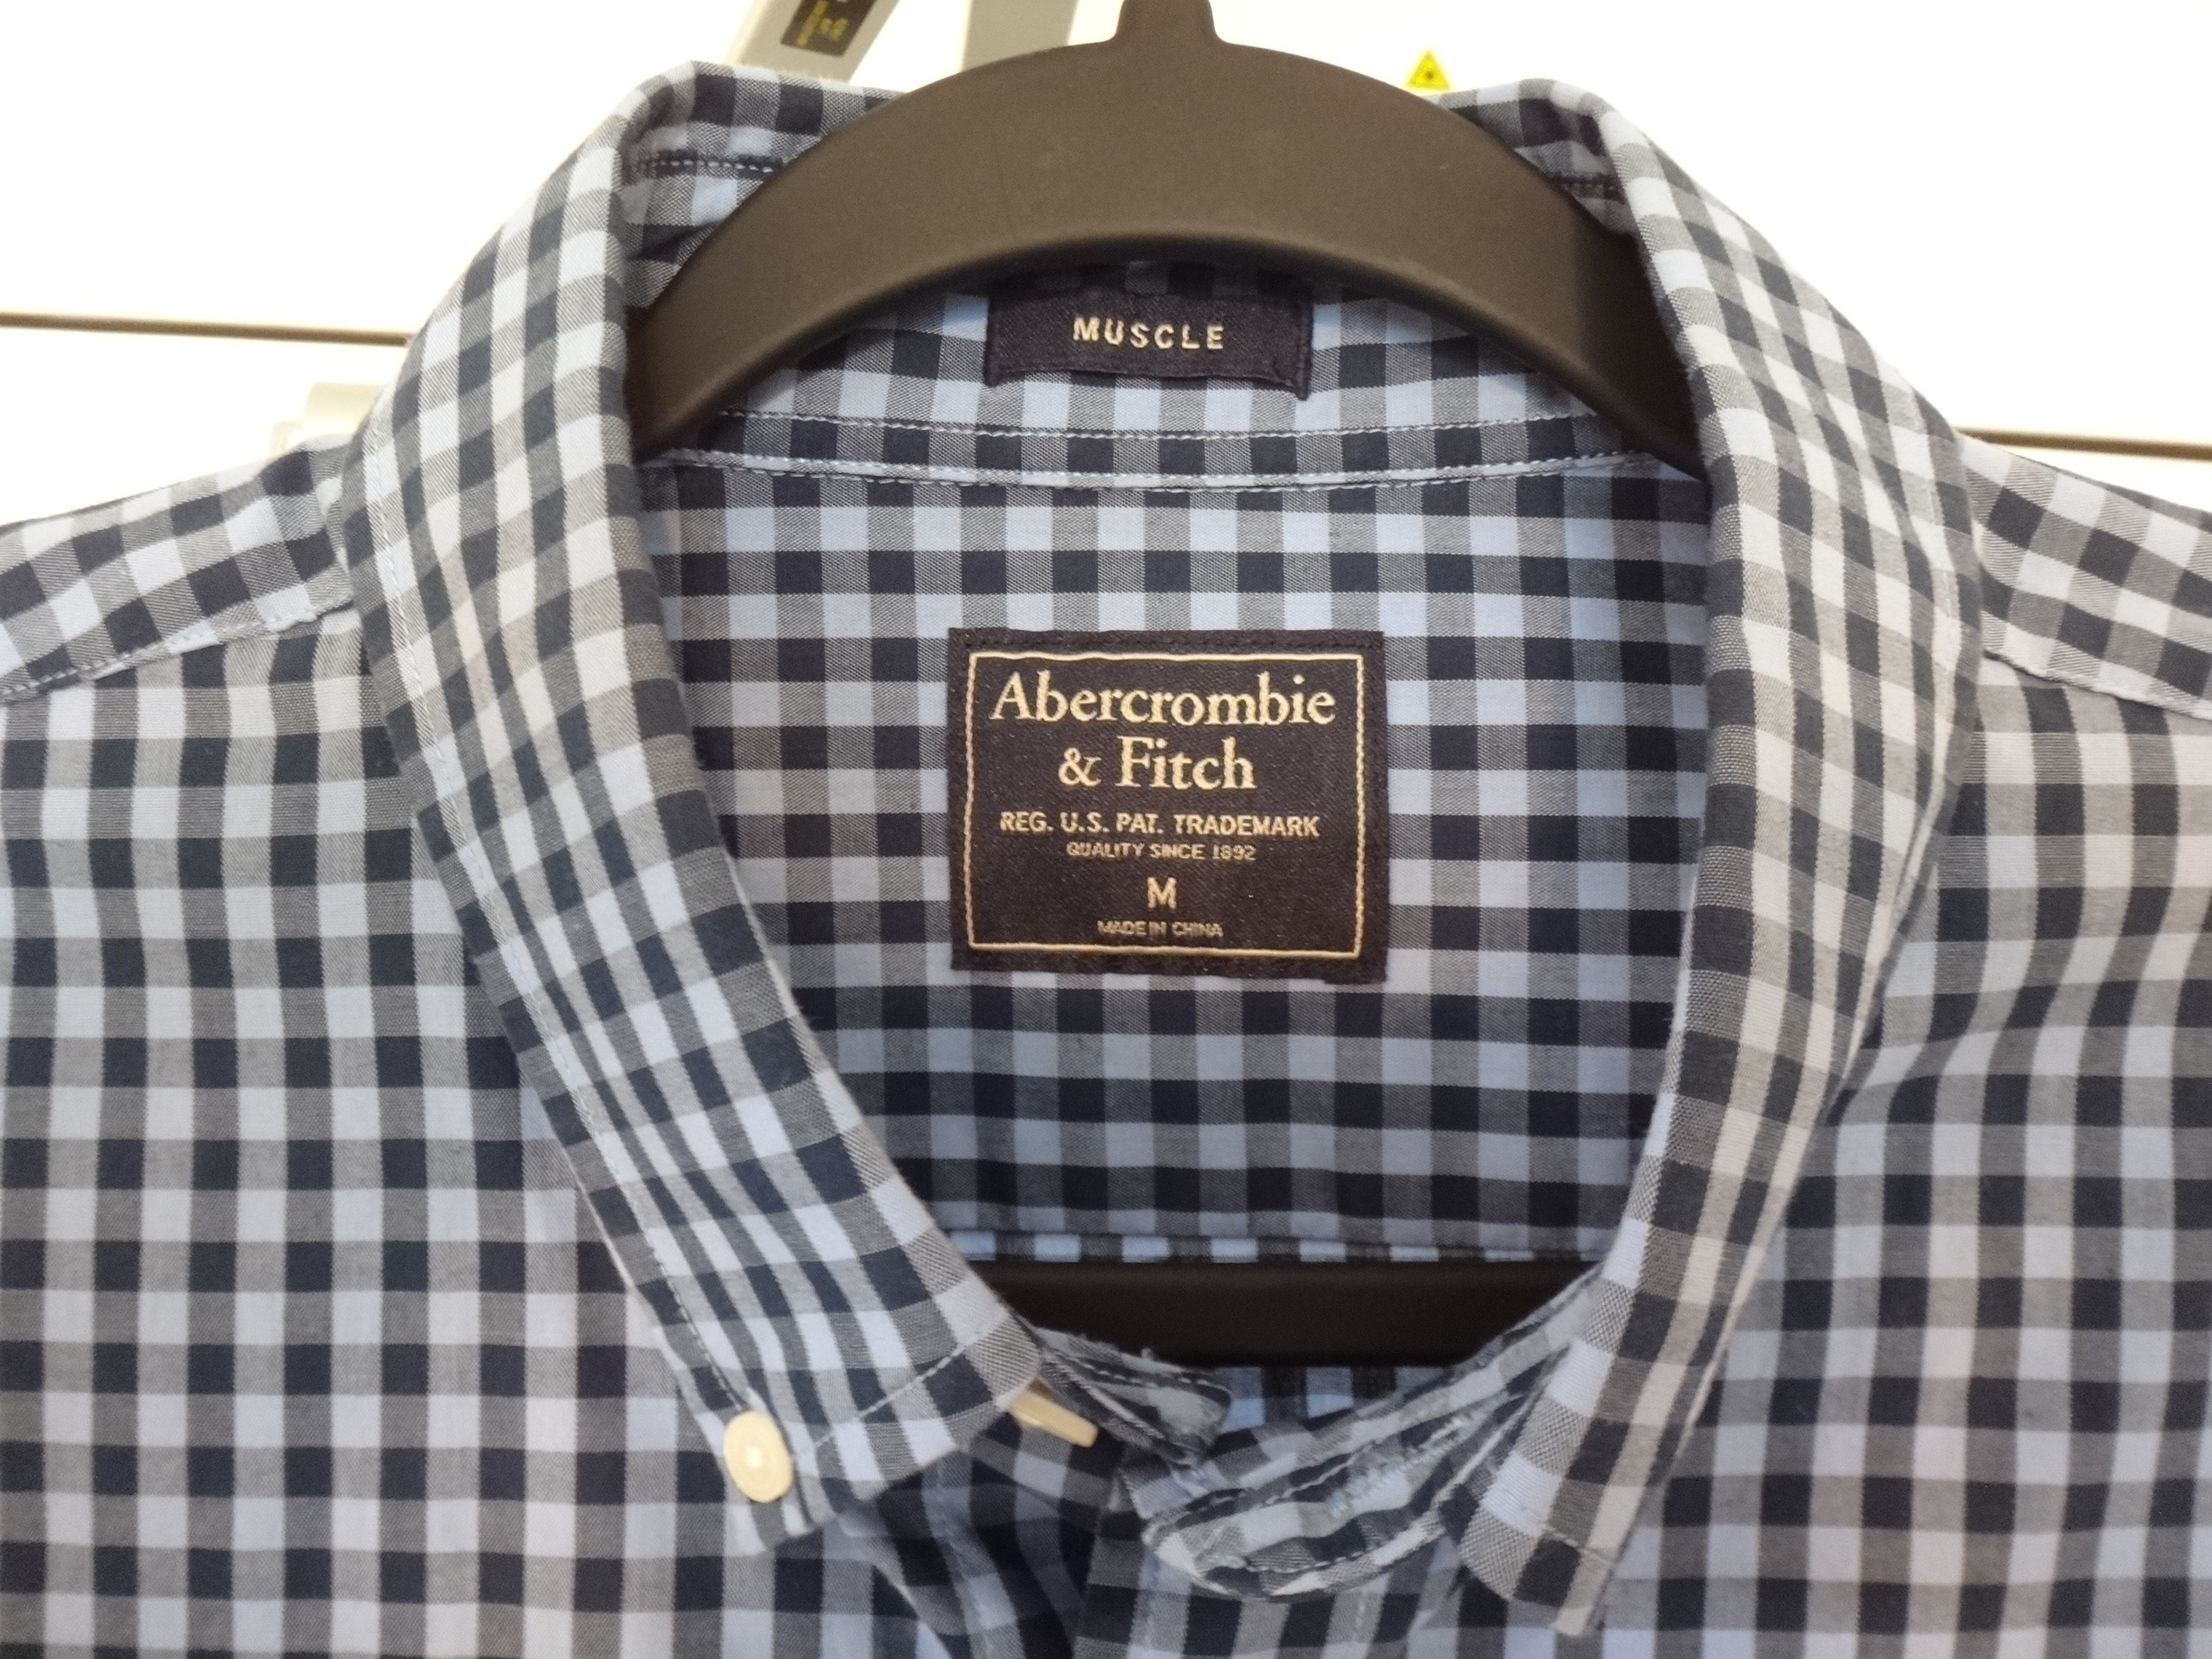 MUSCLE
Abercrombie
& Fitch
REG. U.S. PAT. TRADEMARK
QUALITY SINCE 1892
M
MADE IN CHINA